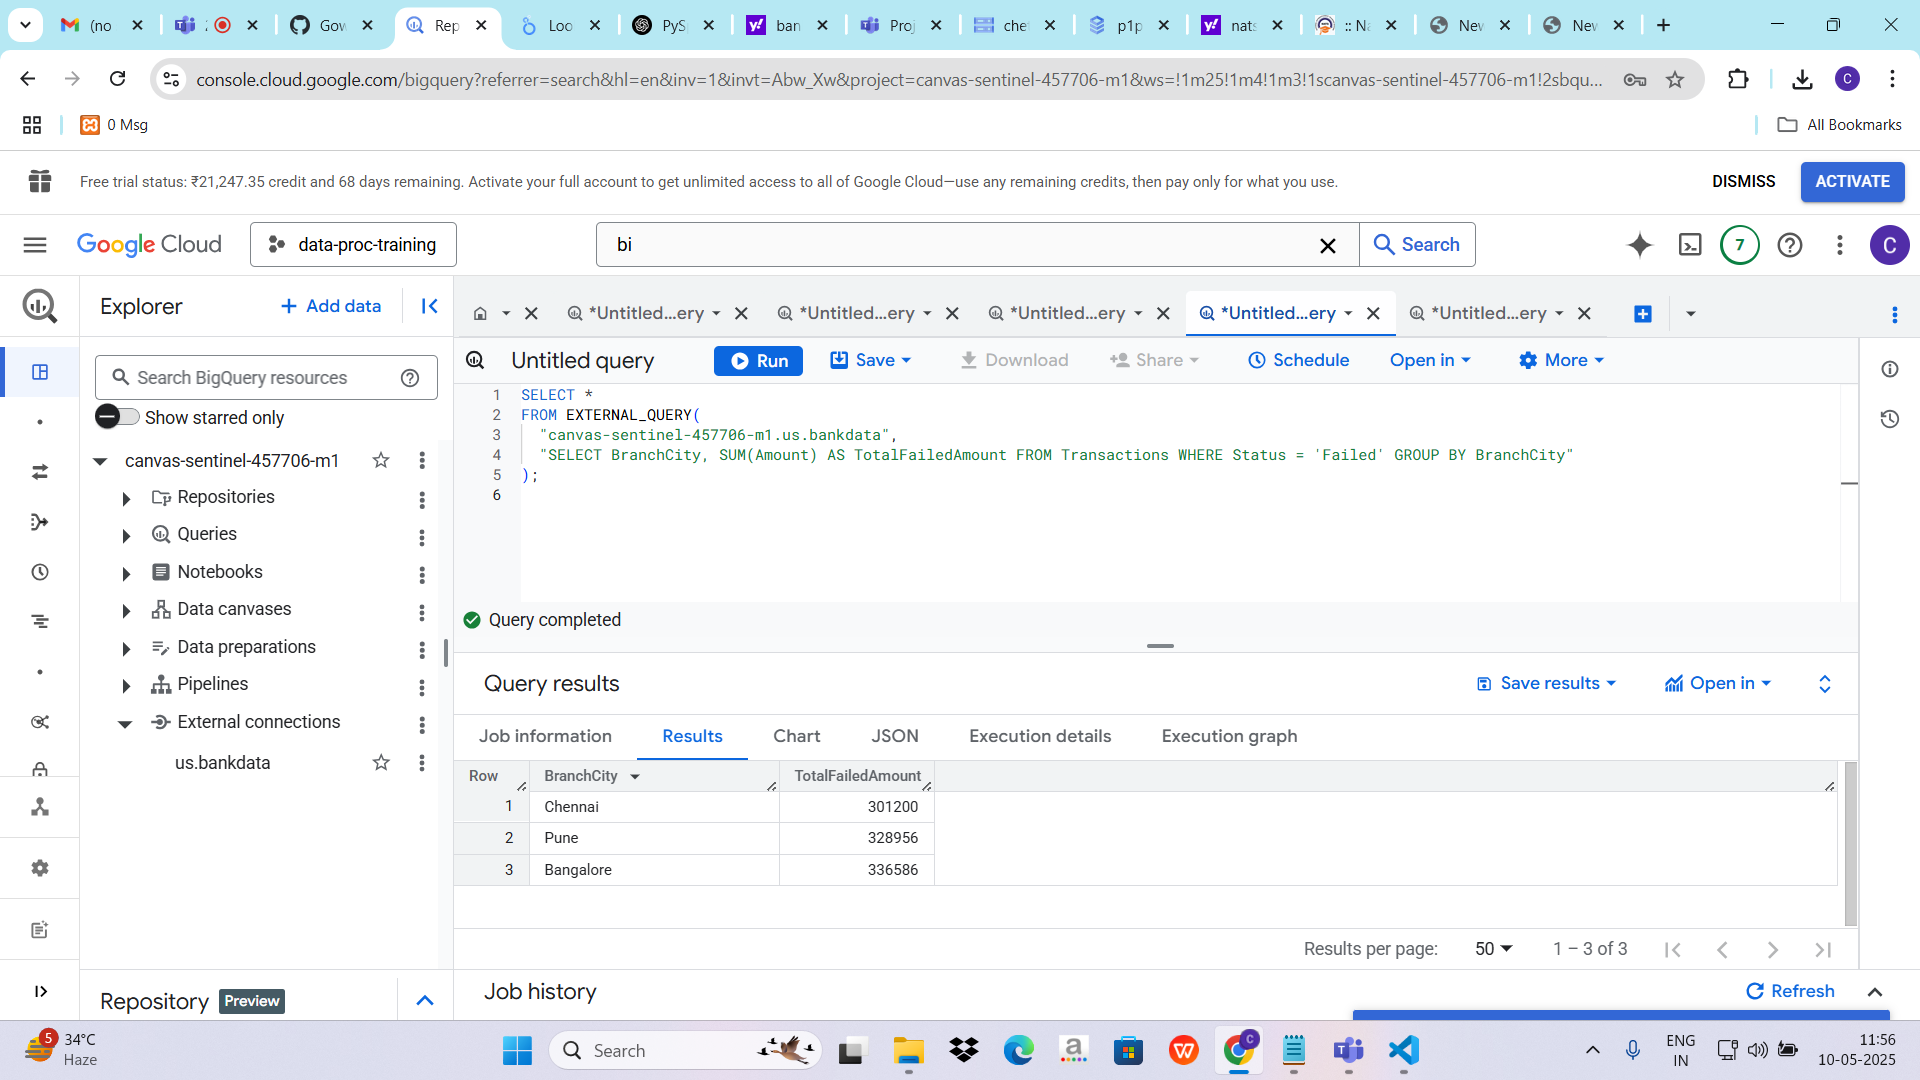 (no
2
Gow
Rep
Loo
PyS
ban
Proj
che
p1p
nats
:: Na
New
New
console.cloud.google.com/bigquery?referrer=search&hl=en&inv=1&invt=Abw_Xw&project=canvas-sentinel-457706-m1&ws=!1m25!1m4!1m3!1scanvas-sentinel-457706-m1!2sbqu...
C
0 Msg
All Bookmarks
Free trial status: ₹21,247.35 credit and 68 days remaining. Activate your full account to get unlimited access to all of Google Cloud—use any remaining credits, then pay only for what you use.
DISMISS
ACTIVATE
Google Cloud
data-proc-training
bi
Search
7
C
Explorer
+ Add data
*Untitled...ery
*Untitled...ery
*Untitled...ery
*Untitled...ery
*Untitled...ery
Search BigQuery resources
Show starred only
canvas-sentinel-457706-m1
Repositories
Queries
Notebooks
Data canvases
Data preparations
Pipelines
External connections
us.bankdata
Repository Preview
Untitled query
Run
Save
Download
Share
Schedule
Open in
More
1 SELECT *
2 FROM EXTERNAL_QUERY(
3 "canvas-sentinel-457706-m1.us.bankdata",
4 "SELECT BranchCity, SUM(Amount) AS TotalFailedAmount FROM Transactions WHERE Status = 'Failed' GROUP BY BranchCity"
5 );
6
Query completed
Query results
Save results
Open in
Job information
Results
Chart
JSON
Execution details
Execution graph
Row BranchCity TotalFailedAmount
1 Chennai 301200
2 Pune 328956
3 Bangalore 336586
Results per page: 50 1 – 3 of 3
Job history
Refresh
5
34°C
Haze
Search
C
ENG
IN
11:56
10-05-2025